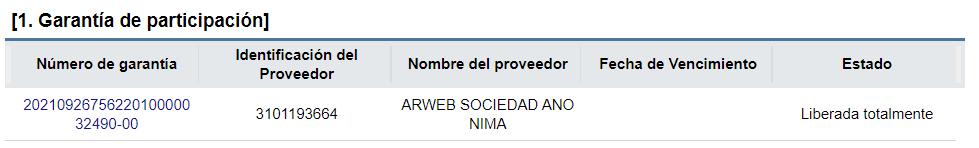 [1. Garantía de participación]
Número de garantía
Identificación del
Proveedor
Nombre del proveedor
Fecha de Vencimiento
Estado
20210926756220100000
32490-00
3101193664
ARWEB SOCIEDAD ANO
NIMA
Liberada totalmente